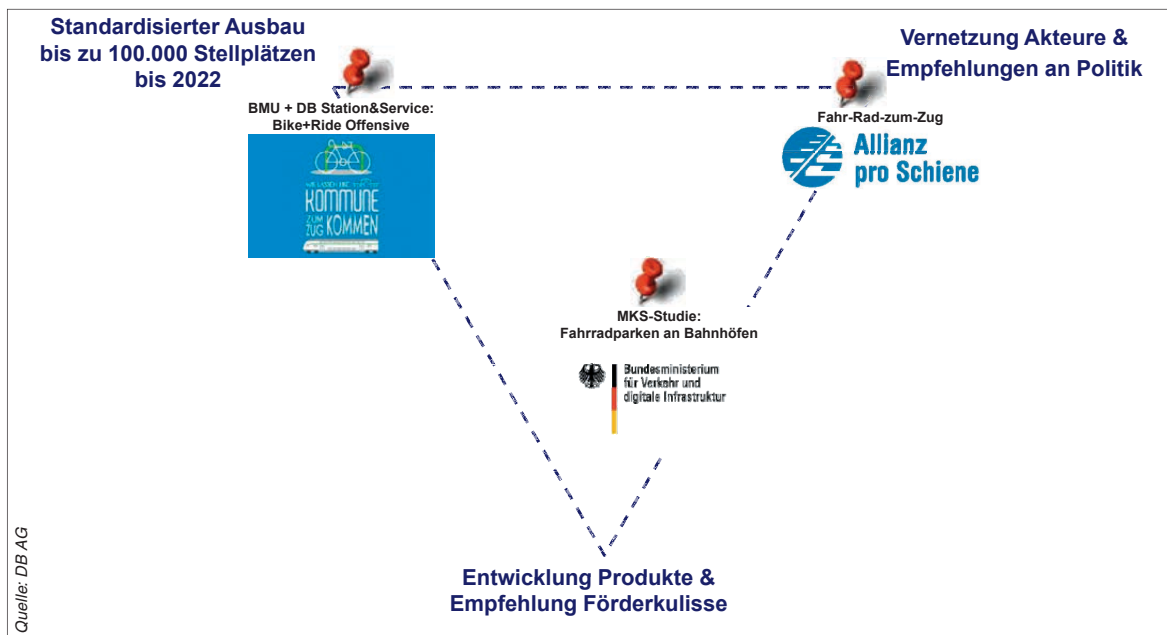 Standardisierter Ausbau
bis zu 100.000 Stellplätzen
bis 2022
Vernetzung Akteure &
Empfehlungen an Politik
BMU + DB Station&Service:
Bike+Ride Offensive
KOMMUNE
ZUM
ZUG KOMMEN
Fahr-Rad-zum-Zug
Allianz
pro Schiene
MKS-Studie:
Fahrradparken an Bahnhöfen
Bundesministerium
für Verkehr und
digitale Infrastruktur
Entwicklung Produkte &
Empfehlung Förderkulisse
Quelle: DB AG